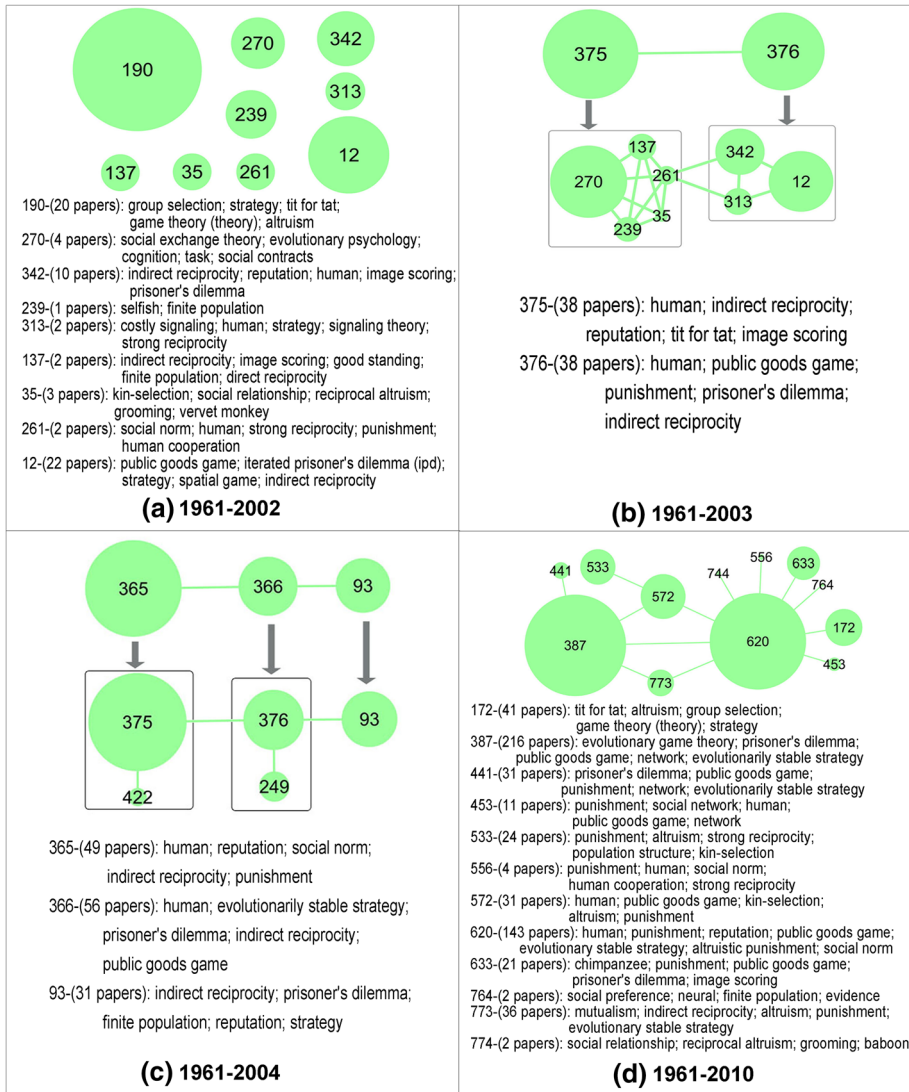 190
270
342
313
239
12
137
35
261
190-(20 papers): group selection; strategy; tit for tat;
game theory (theory); altruism
270-(4 papers): social exchange theory; evolutionary psychology;
cognition; task; social contracts
342-(10 papers): indirect reciprocity; reputation; human; image scoring;
prisoner's dilemma
239-(1 papers): selfish; finite population
313-(2 papers): costly signaling; human; strategy; signaling theory;
strong reciprocity
137-(2 papers): indirect reciprocity; image scoring; good standing;
finite population; direct reciprocity
35-(3 papers): kin-selection; social relationship; reciprocal altruism;
grooming; vervet monkey
261-(2 papers): social norm; human; strong reciprocity; punishment;
human cooperation
12-(22 papers): public goods game; iterated prisoner's dilemma (ipd);
strategy; spatial game; indirect reciprocity
(a) 1961-2002
375
376
137
342
270
261
12
313
35
239
375-(38 papers): human; indirect reciprocity;
reputation; tit for tat; image scoring
376-(38 papers): human; public goods game;
punishment; prisoner's dilemma;
indirect reciprocity
(b) 1961-2003
365
366
93
375
376
93
422
249
365-(49 papers): human; reputation; social norm;
indirect reciprocity; punishment
366-(56 papers): human; evolutionarily stable strategy;
prisoner's dilemma; indirect reciprocity;
public goods game
93-(31 papers): indirect reciprocity; prisoner's dilemma;
finite population; reputation; strategy
(c) 1961-2004
441
533
556
633
744
764
572
172
387
620
453
773
172-(41 papers): tit for tat; altruism; group selection;
game theory (theory); strategy
387-(216 papers): evolutionary game theory; prisoner's dilemma;
public goods game; network; evolutionarily stable strategy
441-(31 papers): prisoner's dilemma; public goods game;
punishment; network; evolutionarily stable strategy
453-(11 papers): punishment; social network; human;
public goods game; network
533-(24 papers): punishment; altruism; strong reciprocity;
population structure; kin-selection
556-(4 papers): punishment; human; social norm;
human cooperation; strong reciprocity
572-(31 papers): human; public goods game; kin-selection;
altruism; punishment
620-(143 papers): human; punishment; reputation; public goods game;
evolutionary stable strategy; altruistic punishment; social norm
633-(21 papers): chimpanzee; punishment; public goods game;
prisoner's dilemma; image scoring
764-(2 papers): social preference; neural; finite population; evidence
773-(36 papers): mutualism; indirect reciprocity; altruism; punishment;
evolutionary stable strategy
774-(2 papers): social relationship; reciprocal altruism; grooming; baboon
(d) 1961-2010